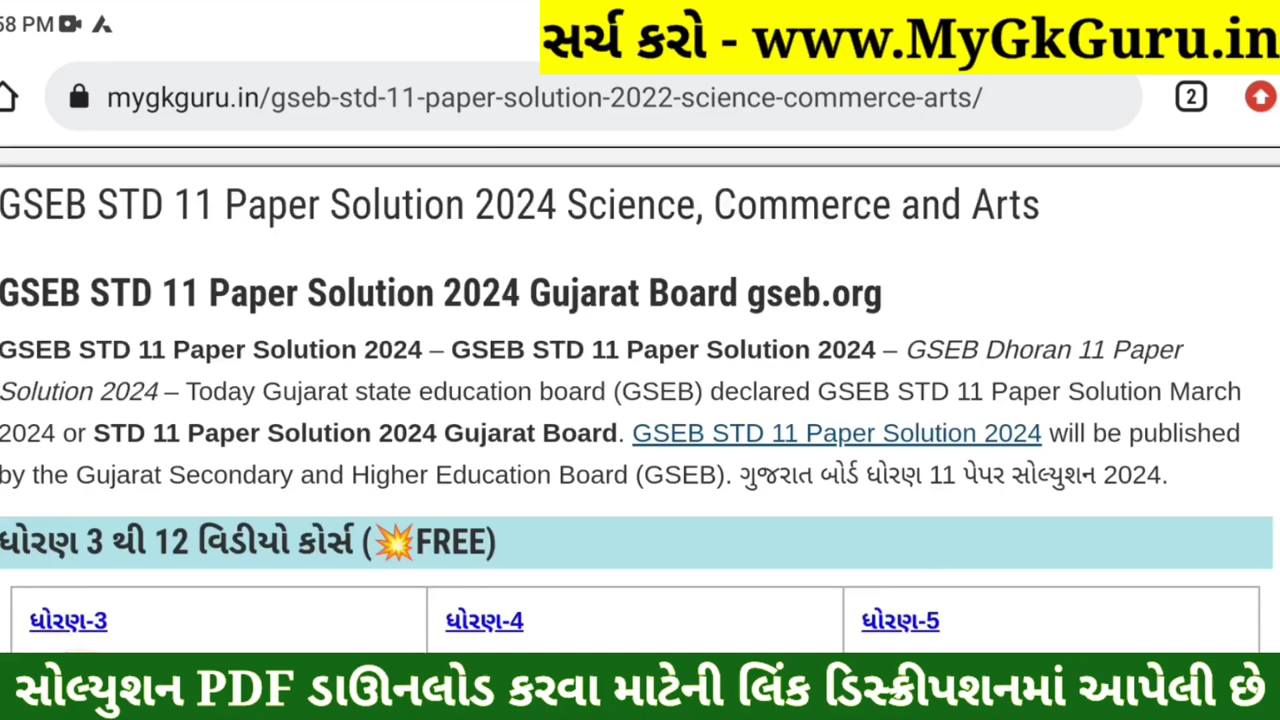 58 PM
સર્ચ કરો - www.MyGkGuru.in
mygkguru.in/gseb-std-11-paper-solution-2022-science-commerce-arts/
2
GSEB STD 11 Paper Solution 2024 Science, Commerce and Arts
GSEB STD 11 Paper Solution 2024 Gujarat Board gseb.org
GSEB STD 11 Paper Solution 2024 – GSEB STD 11 Paper Solution 2024 – GSEB Dhoran 11 Paper
Solution 2024 – Today Gujarat state education board (GSEB) declared GSEB STD 11 Paper Solution March
2024 or STD 11 Paper Solution 2024 Gujarat Board. GSEB STD 11 Paper Solution 2024 will be published
by the Gujarat Secondary and Higher Education Board (GSEB). ગુજરાત બોર્ડ ધોરણ 11 પેપર સોલ્યુશન 2024.
ધોરણ 3 થી 12 વિડીયો કોર્સ (💥FREE)
ધોરણ-3 ધોરણ-4 ધોરણ-5
સોલ્યુશન PDF ડાઊનલોડ કરવા માટેની લિંક ડિસ્ક્રીપશનમાં આપેલી છે